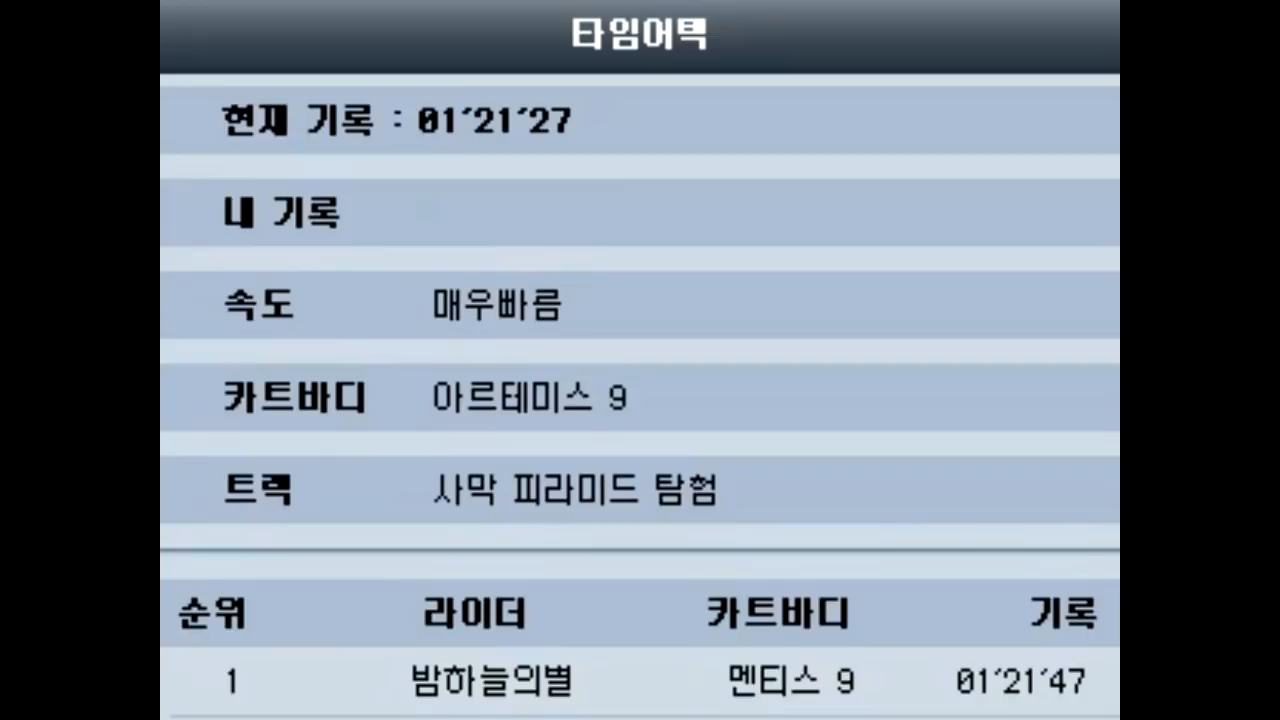 타임어택
현재 기록 : 01′21′27
내 기록
속도 매우빠름
카트바디 아르테미스 9
트랙 사막 피라미드 탐험
순위 라이더 카트바디 기록
1 밤하늘의별 멘티스 9 01′21′47